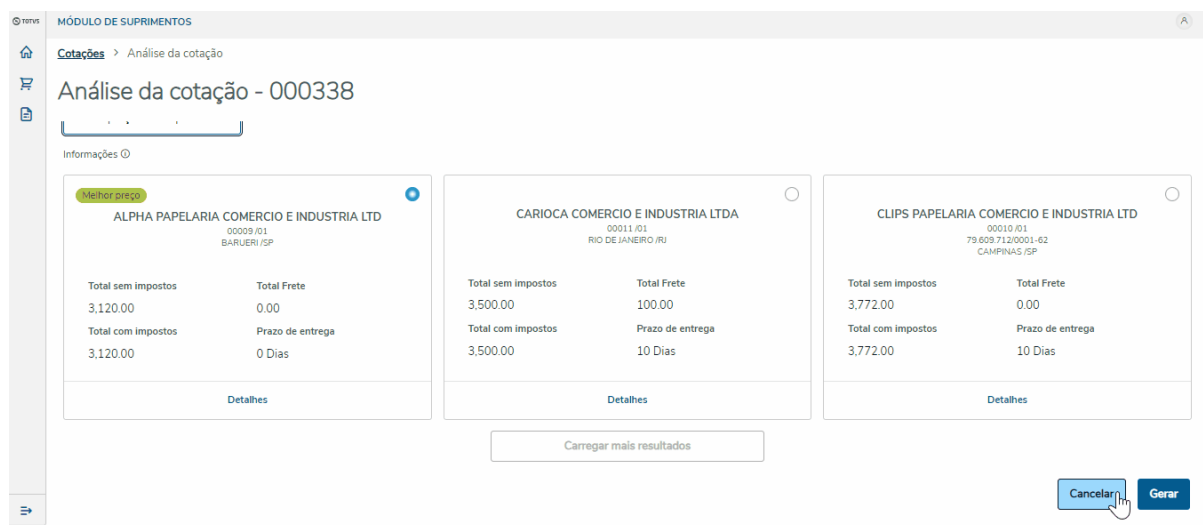 TOTVS
MÓDULO DE SUPRIMENTOS
Cotações > Análise da cotação
Análise da cotação - 000338
Informações
Melhor preço
ALPHA PAPELARIA COMERCIO E INDUSTRIA LTD
00009 /01
BARUERI /SP
Total sem impostos Total Frete
3,120.00 0.00
Total com impostos Prazo de entrega
3,120.00 0 Dias
Detalhes
CARIOCA COMERCIO E INDUSTRIA LTDA
00011 /01
RIO DE JANEIRO /RJ
Total sem impostos Total Frete
3,500.00 100.00
Total com impostos Prazo de entrega
3,500.00 10 Dias
Detalhes
CLIPS PAPELARIA COMERCIO E INDUSTRIA LTD
00010 /01
79.609.712/0001-62
CAMPINAS /SP
Total sem impostos Total Frete
3,772.00 0.00
Total com impostos Prazo de entrega
3,772.00 10 Dias
Detalhes
Carregar mais resultados
Cancelar Gerar